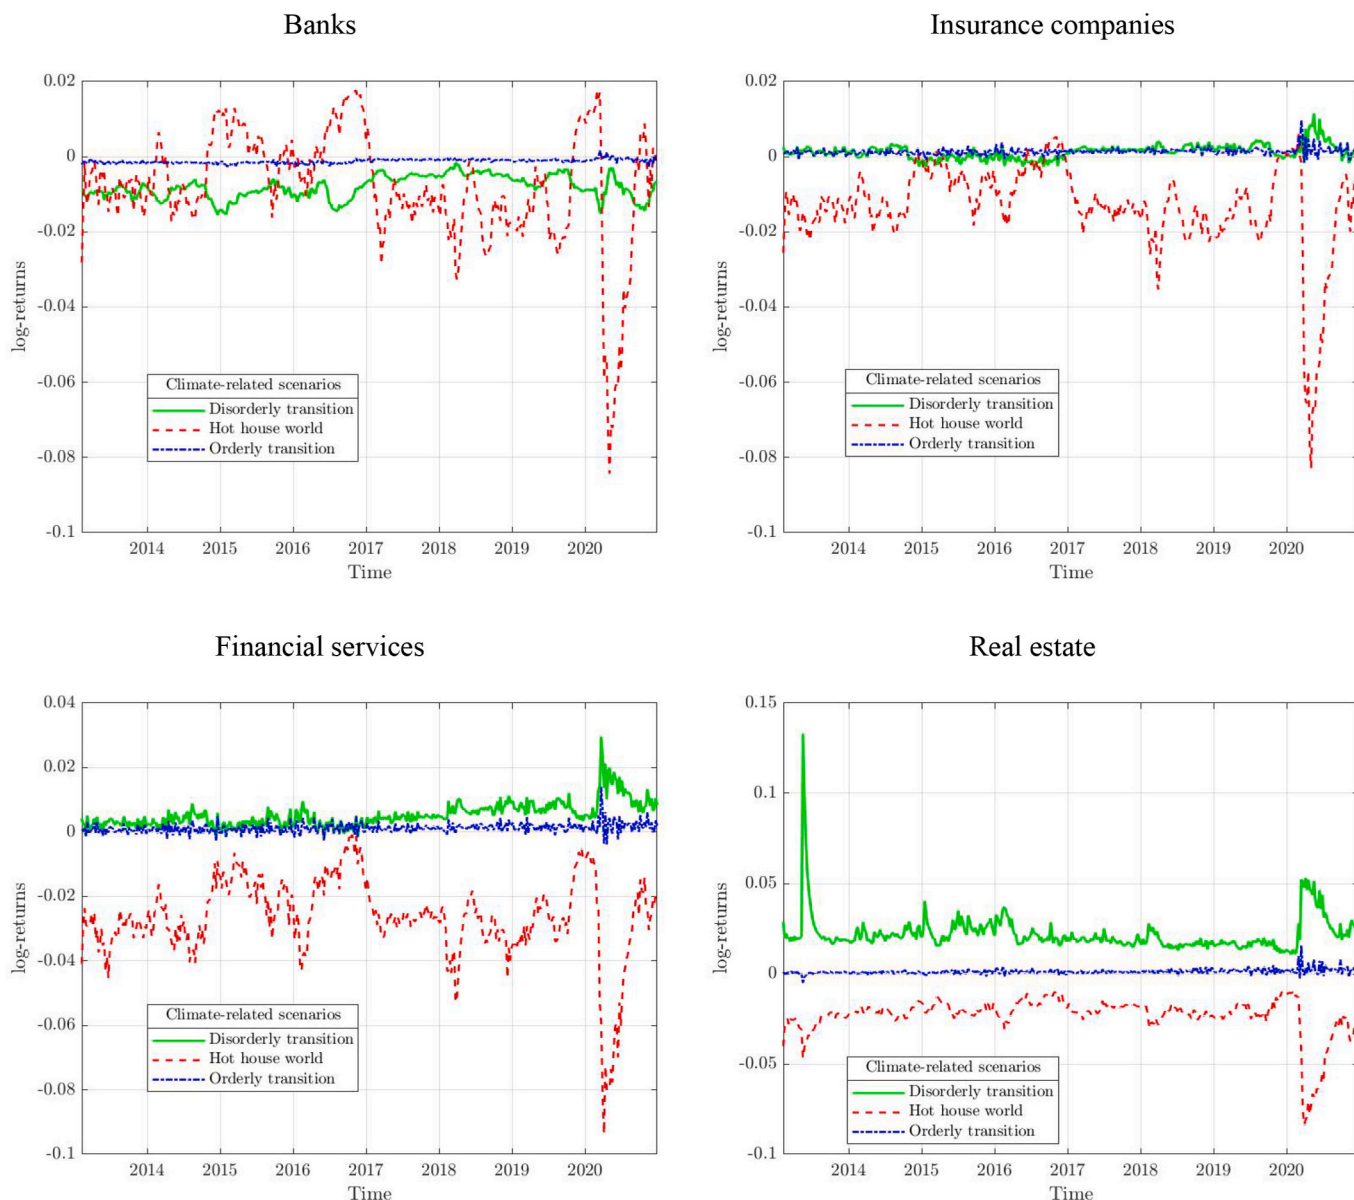 Banks
0.02
0
-0.02
-0.04
-0.06
-0.08
-0.1
log-returns
Climate-related scenarios
Disorderly transition
Hot house world
Orderly transition
2014 2015 2016 2017 2018 2019 2020
Time
Insurance companies
0.02
0
-0.02
-0.04
-0.06
-0.08
-0.1
log-returns
Climate-related scenarios
Disorderly transition
Hot house world
Orderly transition
2014 2015 2016 2017 2018 2019 2020
Time
Financial services
0.04
0.02
0
-0.02
-0.04
-0.06
-0.08
-0.1
log-returns
Climate-related scenarios
Disorderly transition
Hot house world
Orderly transition
2014 2015 2016 2017 2018 2019 2020
Time
Real estate
0.15
0.1
0.05
0
-0.05
-0.1
log-returns
Climate-related scenarios
Disorderly transition
Hot house world
Orderly transition
2014 2015 2016 2017 2018 2019 2020
Time